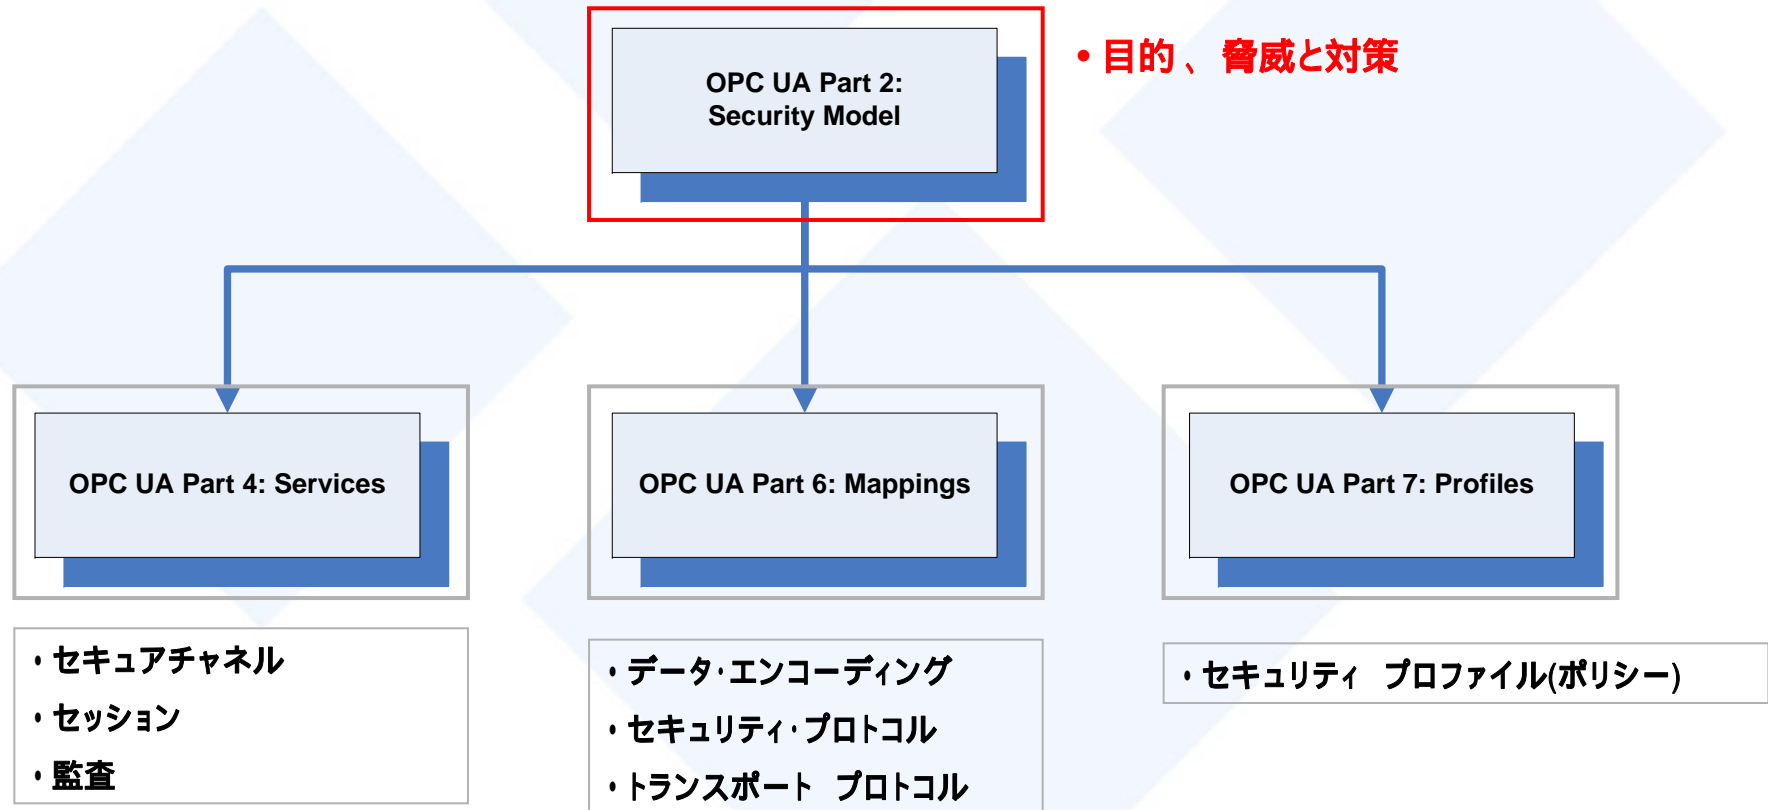 OPC UA Part 2:
Security Model
• 目的 、 脅威と対策
OPC UA Part 4: Services
OPC UA Part 6: Mappings
OPC UA Part 7: Profiles
・セキュアチャネル
・セッション
・監査
・データ・エンコーディング
・セキュリティ・プロトコル
・トランスポート プロトコル
・セキュリティ プロファイル(ポリシー)